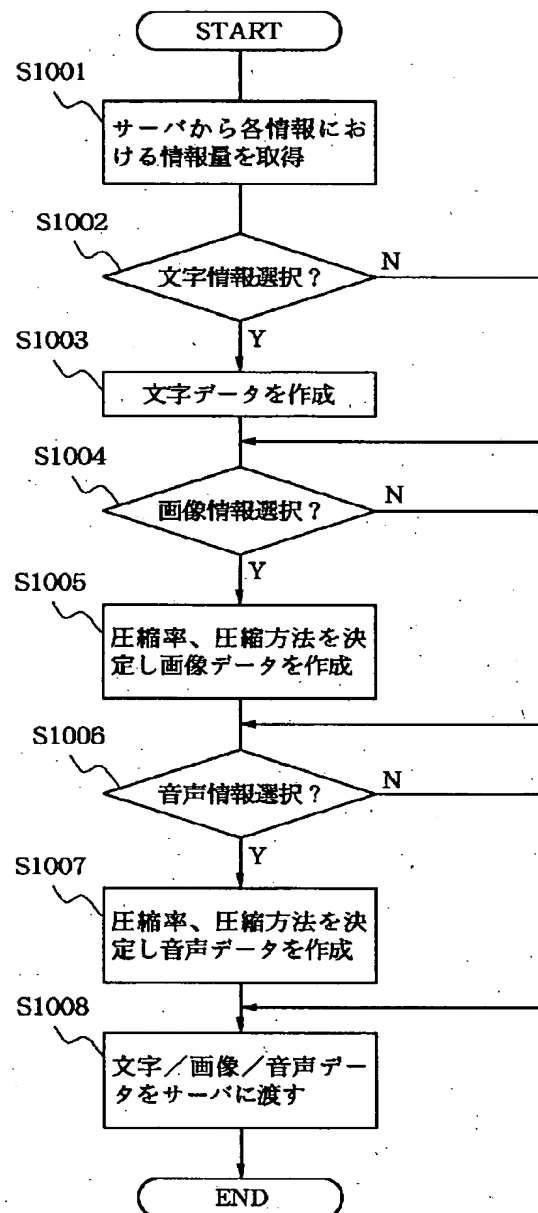 START
S1001
サーバから各情報にお
ける情報量を取得
S1002
文字情報選択？
N
Y
S1003
文字データを作成
S1004
画像情報選択？
N
Y
S1005
圧縮率、圧縮方法を決
定し画像データを作成
S1006
音声情報選択？
N
Y
S1007
圧縮率、圧縮方法を決
定し音声データを作成
S1008
文字／画像／音声デー
タをサーバに渡す
END